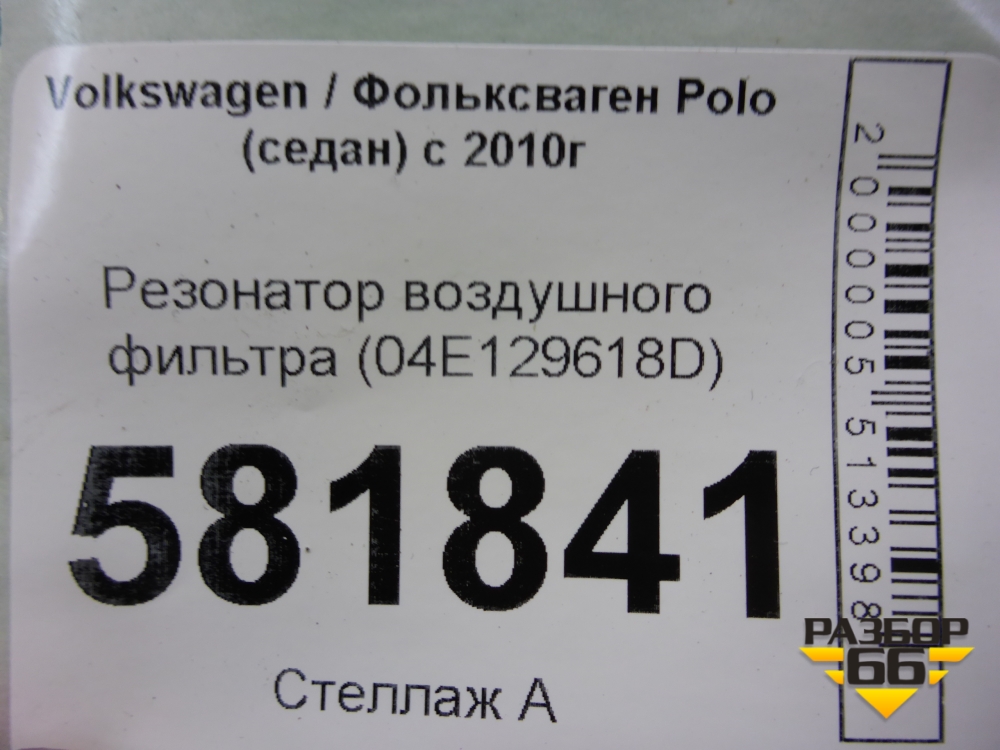 Volkswagen / Фольксваген Polo
(седан) с 2010г
Резонатор воздушного
фильтра (04E129618D)
581841
Стеллаж А
2000005513398
РАЗБОР
66